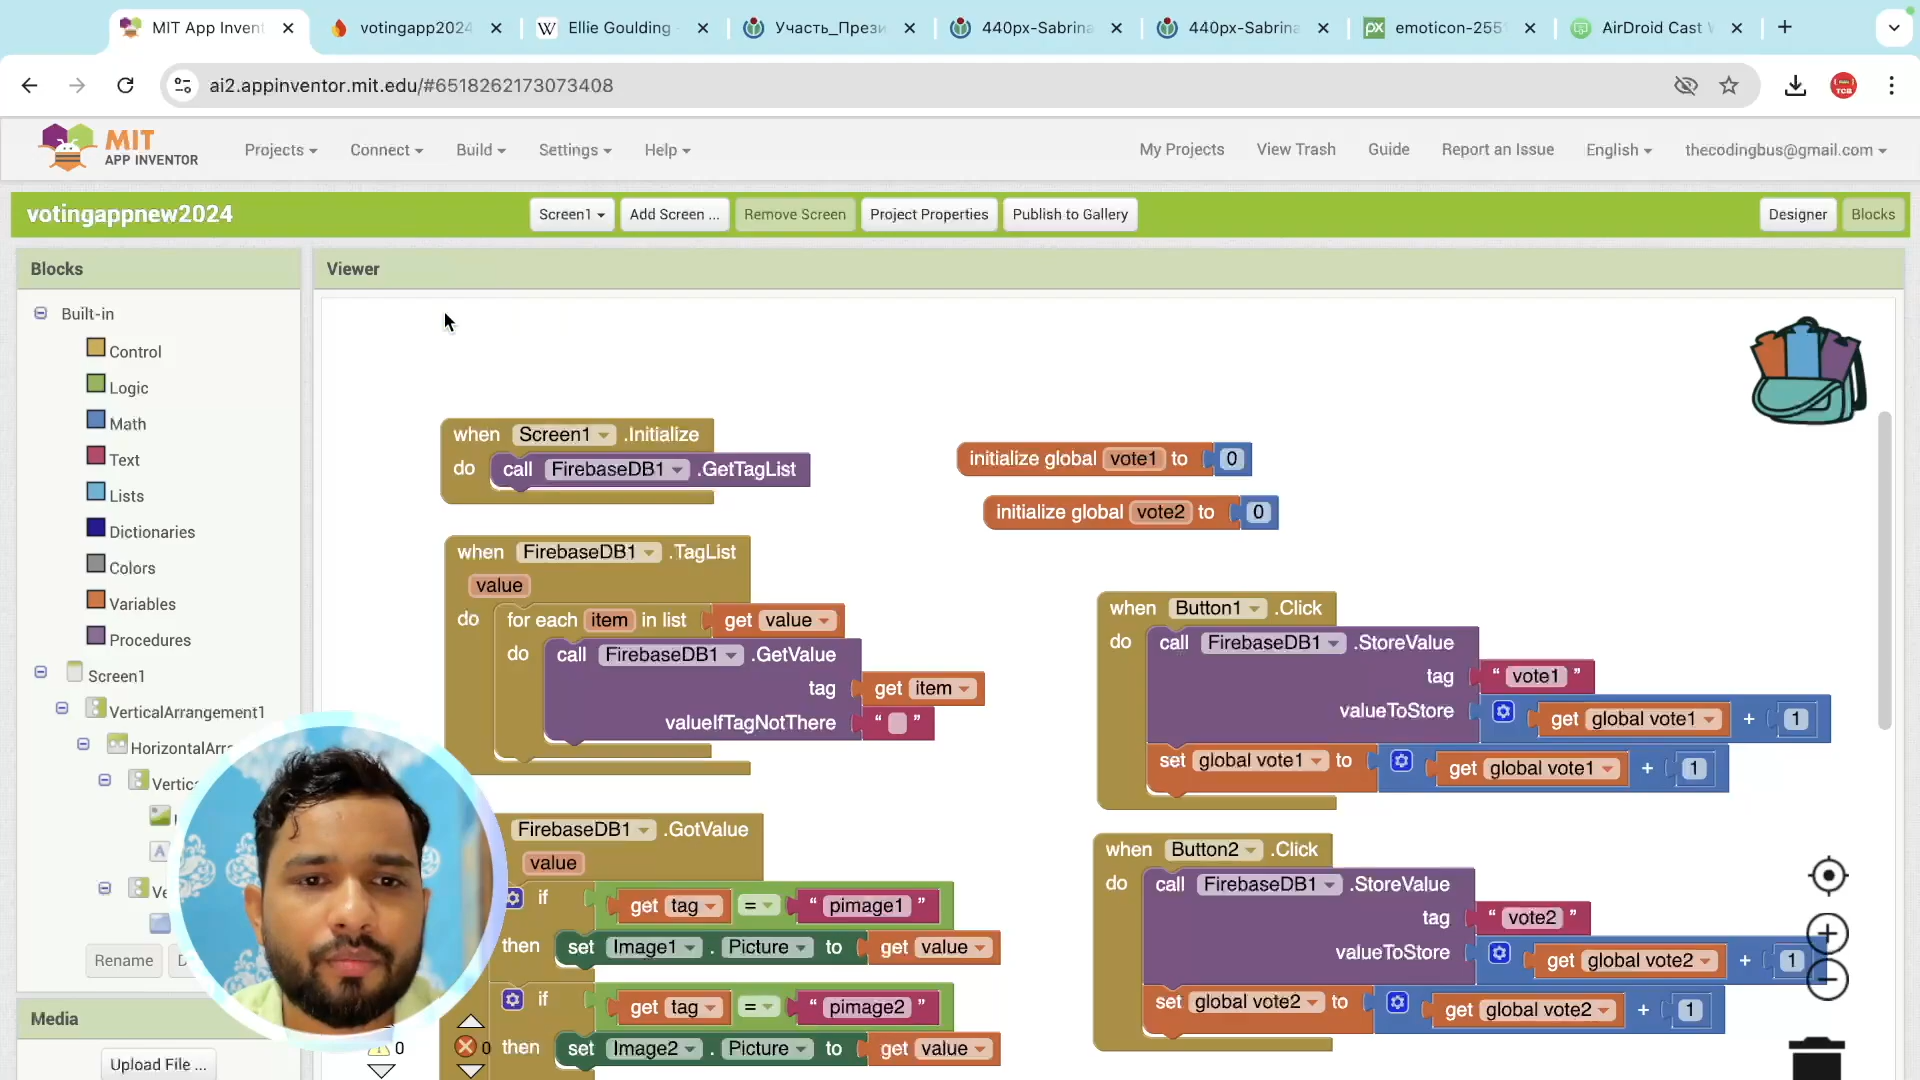 MIT App Invent
votingapp2024
Ellie Goulding -
Участь_Прези
440px-Sabrina
440px-Sabrina
emoticon-255
AirDroid Cast
ai2.appinventor.mit.edu/#6518262173073408
MIT
APP INVENTOR
Projects
Connect
Build
Settings
Help
My Projects
View Trash
Guide
Report an Issue
English
thecodingbus@gmail.com
votingappnew2024
Screen1
Add Screen ...
Remove Screen
Project Properties
Publish to Gallery
Designer
Blocks
Blocks
Viewer
Built-in
Control
Logic
Math
Text
Lists
Dictionaries
Colors
Variables
Procedures
Screen1
VerticalArrangement1
HorizontalArr
Vertic
Ve
Rename
D
Media
Upload File ...
when Screen1 .Initialize
do call FirebaseDB1 .GetTagList
initialize global vote1 to 0
initialize global vote2 to 0
when FirebaseDB1 .TagList
value
do for each item in list get value
do call FirebaseDB1 .GetValue
tag get item
valueIfTagNotThere “ ”
FirebaseDB1 .GotValue
value
if get tag = “ pimage1 ”
then set Image1 . Picture to get value
if get tag = “ pimage2 ”
then set Image2 . Picture to get value
0
0
when Button1 .Click
do call FirebaseDB1 .StoreValue
tag “ vote1 ”
valueToStore get global vote1 + 1
set global vote1 to get global vote1 + 1
when Button2 .Click
do call FirebaseDB1 .StoreValue
tag “ vote2 ”
valueToStore get global vote2 + 1
set global vote2 to get global vote2 + 1